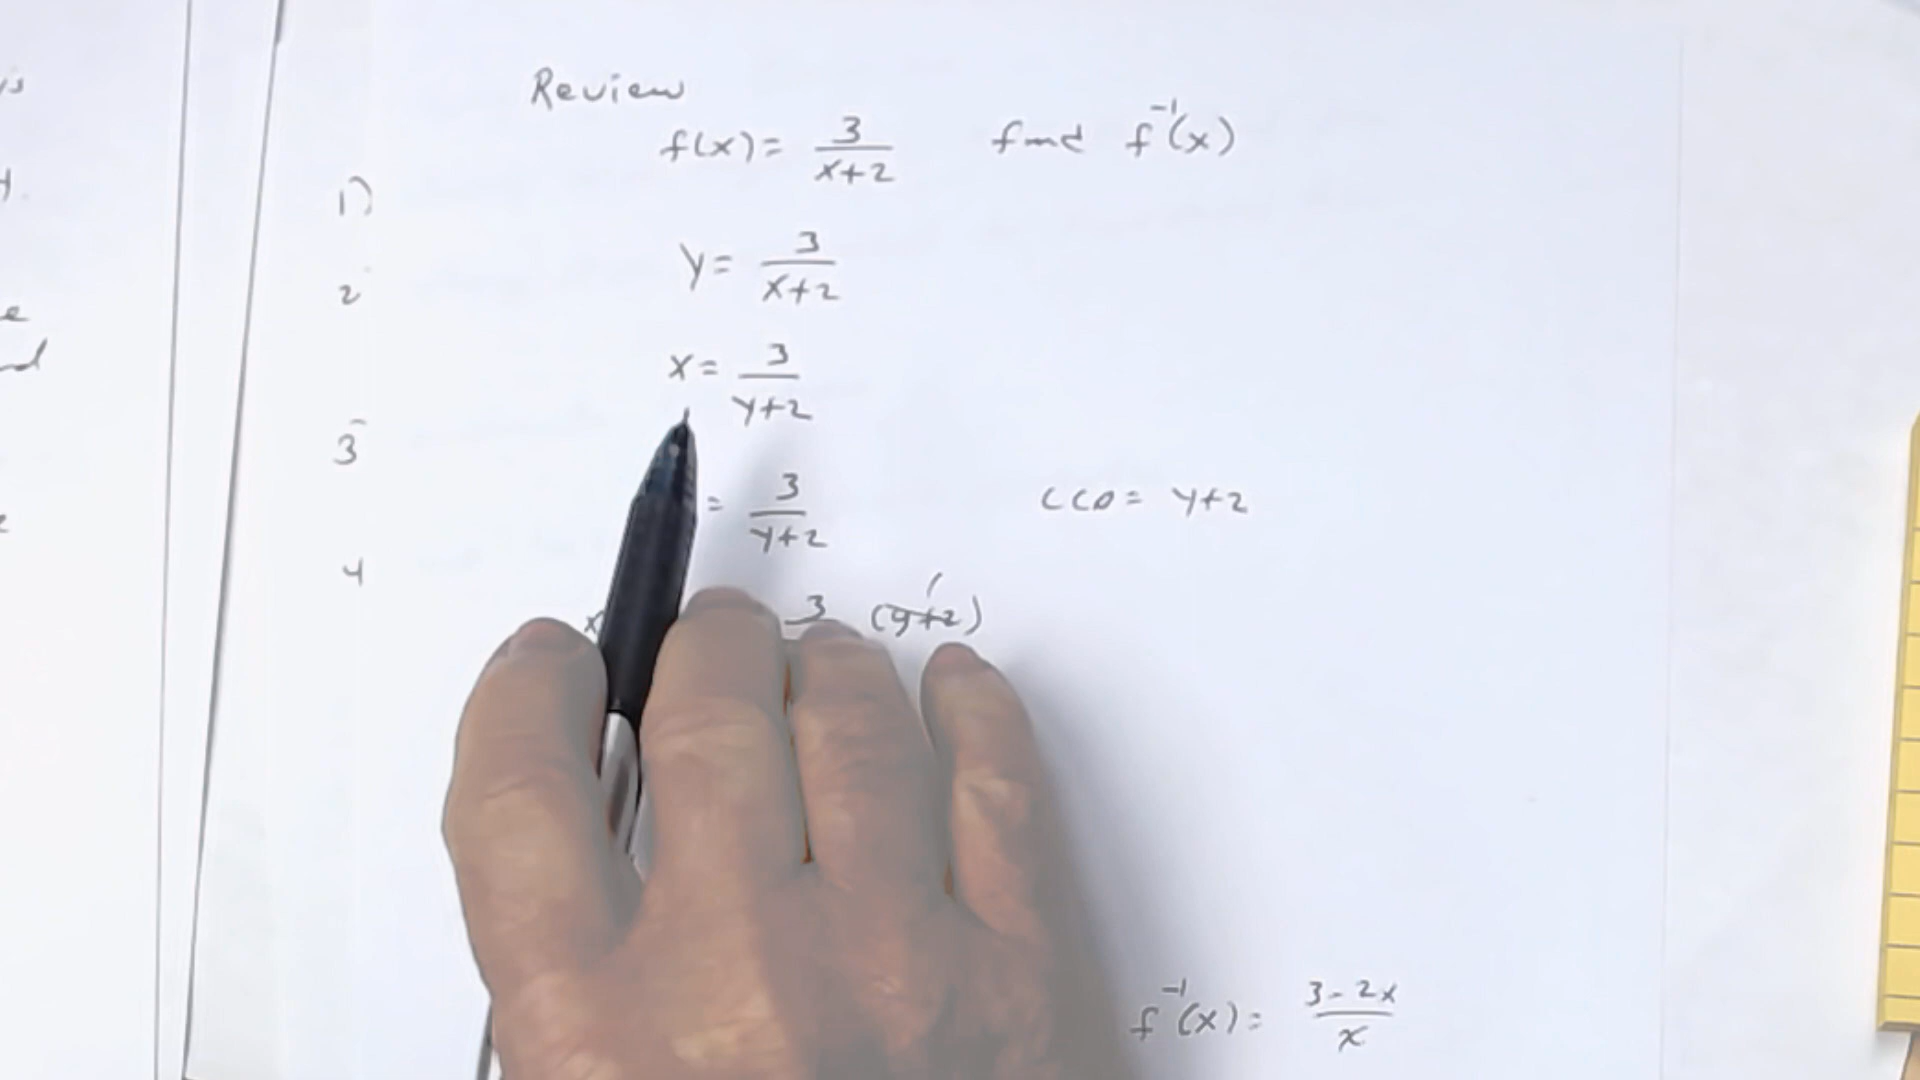 Review
f(x) = 3/(x+2) find f⁻¹(x)
1)
y = 3/(x+2)
2
x = 3/(y+2)
3
= 3/(y+2) LCD = y+2
4
x 3 (y+2) 1
f⁻¹(x) = (3-2x)/x